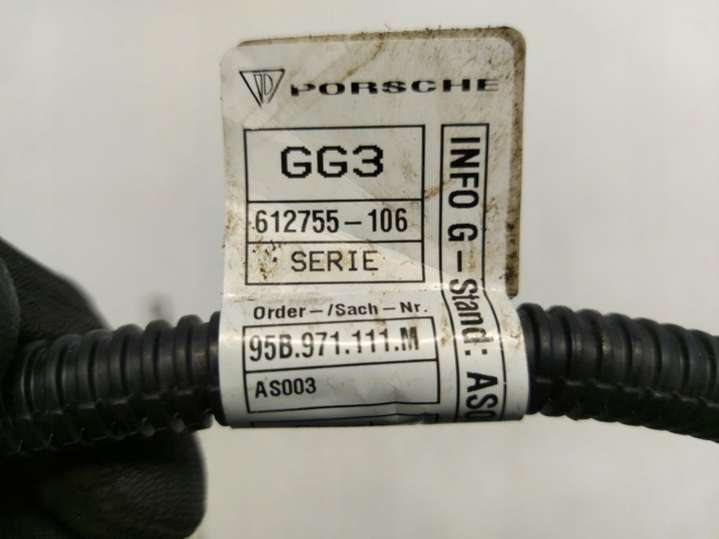 PORSCHE
GG3
612755-106
SERIE
Order-/Sach-Nr.
95B.971.111.M
AS003
INFO G-Stand: AS0